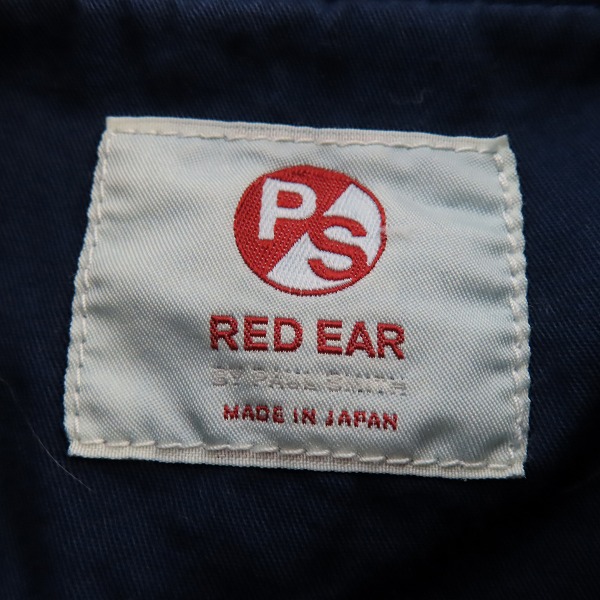 PS
RED EAR
BY PAUL SMITH
MADE IN JAPAN